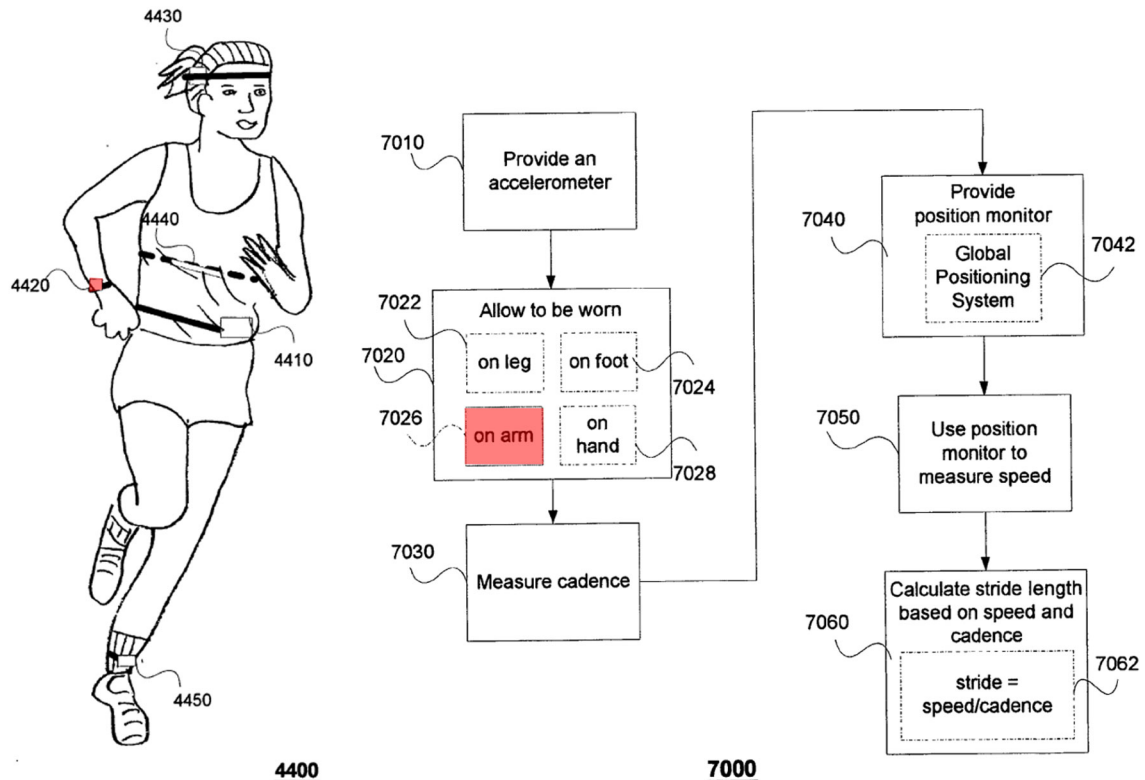 4430
4440
4420
4410
4450
4400
7010
Provide an
accelerometer
7022
7020
Allow to be worn
on leg
on foot
7024
7026
on arm
on
hand
7028
7030
Measure cadence
7040
Provide
position monitor
Global
Positioning
System
7042
7050
Use position
monitor to
measure speed
7060
Calculate stride length
based on speed and
cadence
stride =
speed/cadence
7062
7000